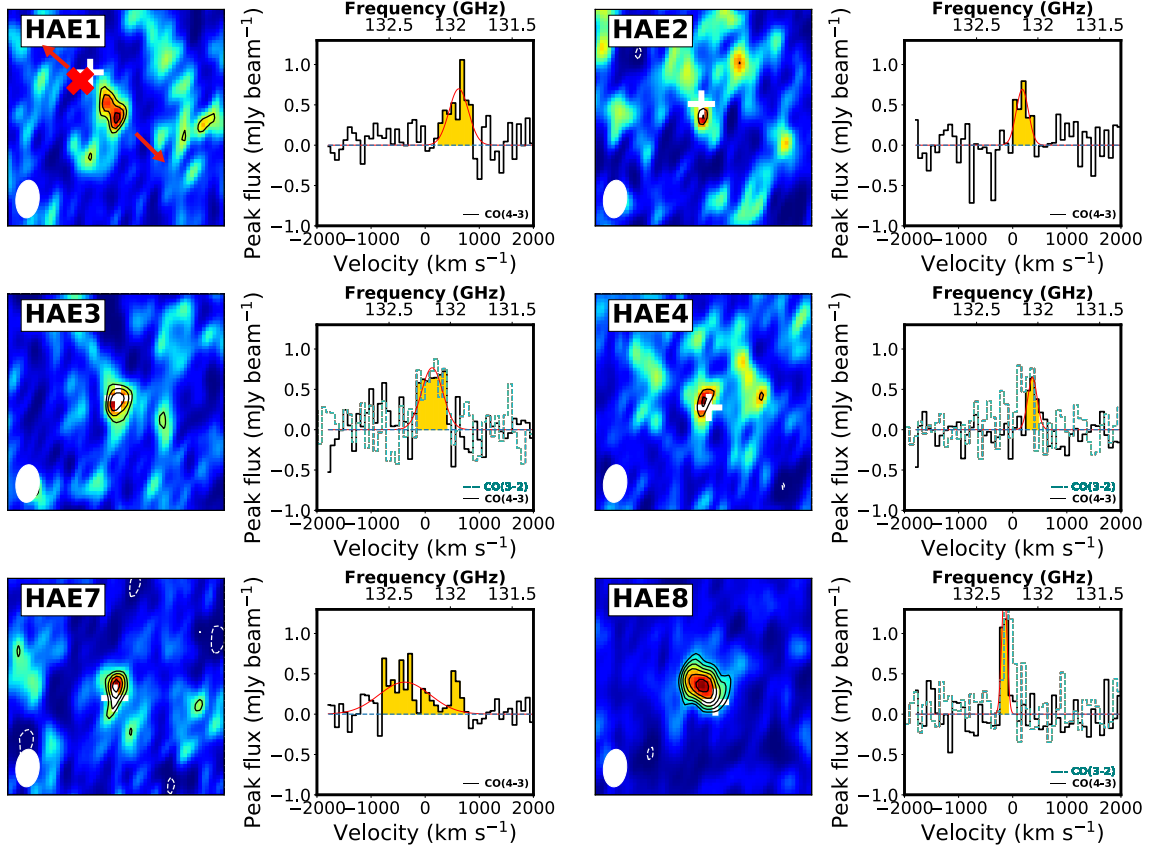 HAE1
Frequency (GHz)
132.5 132 131.5
Peak flux (mJy beam⁻¹)
1.0
0.5
0.0
−0.5
−1.0
CO(4-3)
−2000 −1000 0 1000 2000
Velocity (km s⁻¹)
HAE2
Frequency (GHz)
132.5 132 131.5
Peak flux (mJy beam⁻¹)
1.0
0.5
0.0
−0.5
−1.0
CO(4-3)
−2000 −1000 0 1000 2000
Velocity (km s⁻¹)
HAE3
Frequency (GHz)
132.5 132 131.5
Peak flux (mJy beam⁻¹)
1.0
0.5
0.0
−0.5
−1.0
CO(3-2)
CO(4-3)
−2000 −1000 0 1000 2000
Velocity (km s⁻¹)
HAE4
Frequency (GHz)
132.5 132 131.5
Peak flux (mJy beam⁻¹)
1.0
0.5
0.0
−0.5
−1.0
CO(3-2)
CO(4-3)
−2000 −1000 0 1000 2000
Velocity (km s⁻¹)
HAE7
Frequency (GHz)
132.5 132 131.5
Peak flux (mJy beam⁻¹)
1.0
0.5
0.0
−0.5
−1.0
CO(4-3)
−2000 −1000 0 1000 2000
Velocity (km s⁻¹)
HAE8
Frequency (GHz)
132.5 132 131.5
Peak flux (mJy beam⁻¹)
1.0
0.5
0.0
−0.5
−1.0
CO(3-2)
CO(4-3)
−2000 −1000 0 1000 2000
Velocity (km s⁻¹)